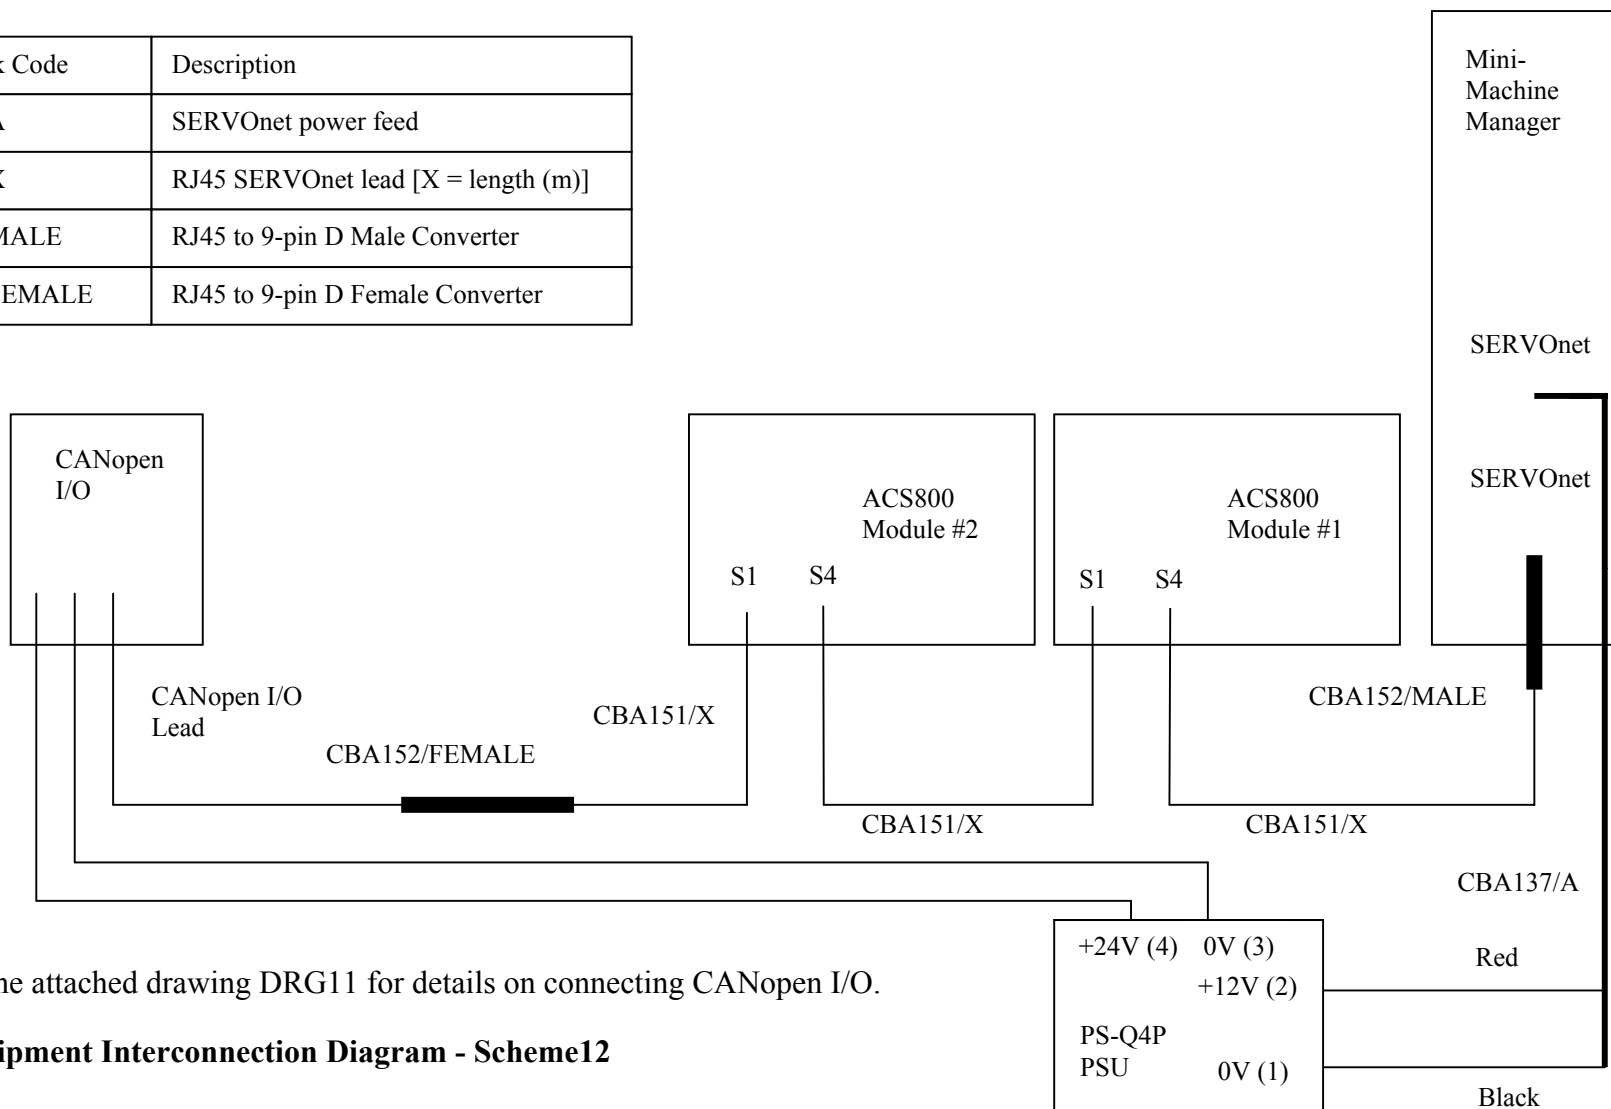 k Code Description
SERVOnet power feed
X RJ45 SERVOnet lead [X = length (m)]
MALE RJ45 to 9-pin D Male Converter
FEMALE RJ45 to 9-pin D Female Converter
Mini-
Machine
Manager
SERVOnet
SERVOnet
CANopen
I/O
ACS800
Module #2
S1 S4
ACS800
Module #1
S1 S4
CANopen I/O
Lead
CBA152/FEMALE
CBA151/X
CBA151/X
CBA151/X
CBA152/MALE
CBA137/A
+24V (4) 0V (3)
+12V (2)
PS-Q4P
PSU
0V (1)
Red
Black
he attached drawing DRG11 for details on connecting CANopen I/O.
ipment Interconnection Diagram - Scheme12